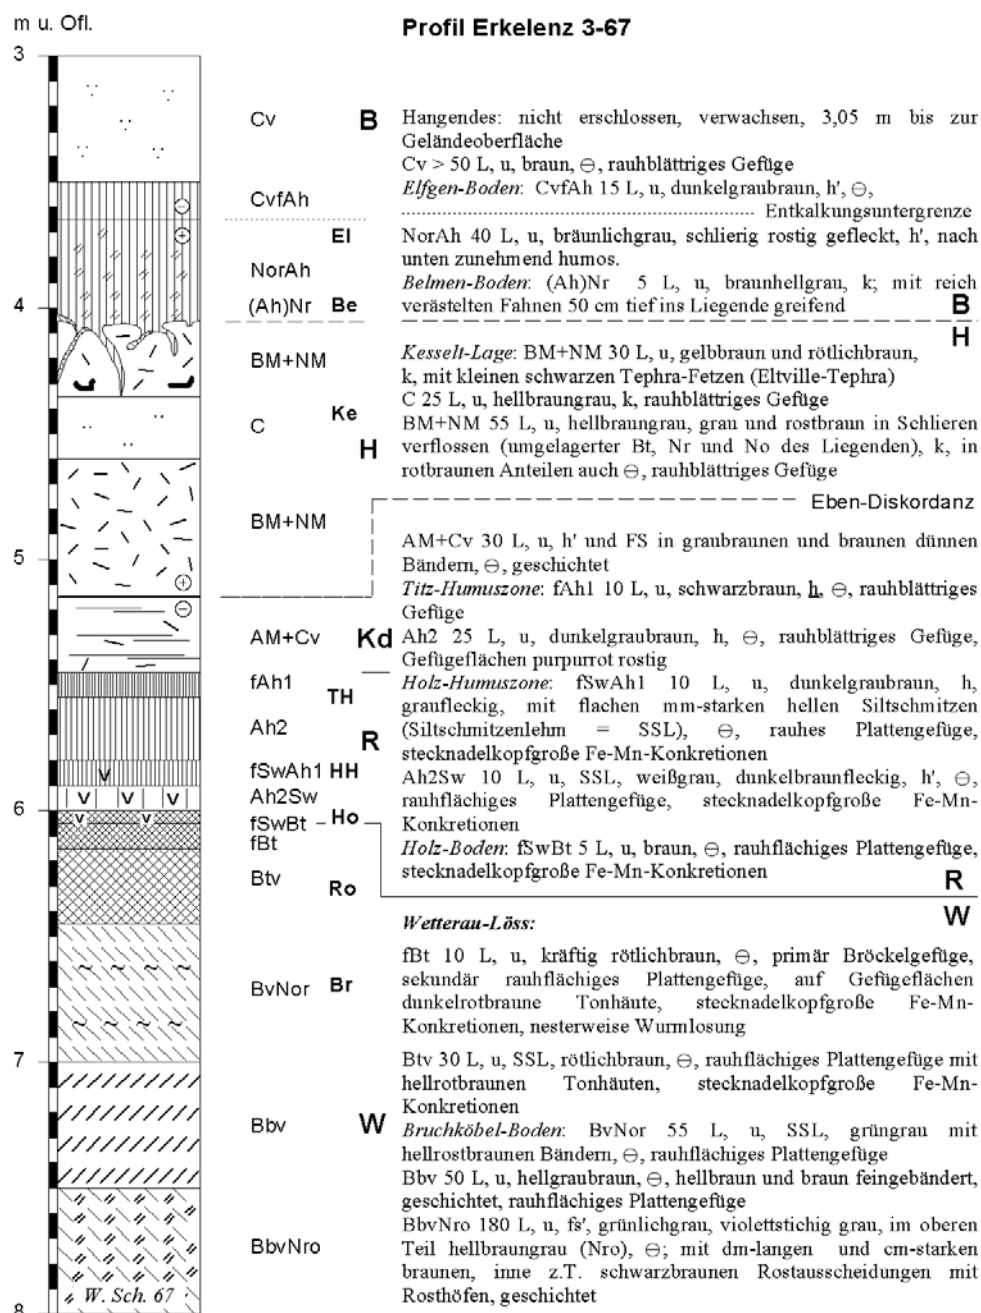 m u. Ofl.
Profil Erkelenz 3-67
3
4
5
6
7
8
Cv
B
CvfAh
El
NorAh
(Ah)Nr
Be
BM+NM
C
Ke
H
BM+NM
AM+Cv
Kd
fAh1
TH
Ah2
R
fSwAh1
HH
Ah2Sw
fSwBt
Ho
fBt
Btv
Ro
BvNor
Br
Bbv
W
BbvNro
W. Sch. 67
Hangendes: nicht erschlossen, verwachsen, 3,05 m bis zur
Geländeoberfläche
Cv > 50 L, u, braun, ⊖, rauhblättriges Gefüge
Elfgen-Boden: CvfAh 15 L, u, dunkelgraubraun, h', ⊖,
Entkalkungsuntergrenze
NorAh 40 L, u, bräunlichgrau, schlierig rostig gefleckt, h', nach
unten zunehmend humos.
Belmen-Boden: (Ah)Nr 5 L, u, braunhellgrau, k; mit reich
verästelten Fahnen 50 cm tief ins Liegende greifend
B
H
Kesselt-Lage: BM+NM 30 L, u, gelbbraun und rötlichbraun,
k, mit kleinen schwarzen Tephra-Fetzen (Eltville-Tephra)
C 25 L, u, hellbraungrau, k, rauhblättriges Gefüge
BM+NM 55 L, u, hellbraungrau, grau und rostbraun in Schlieren
verflossen (umgelagerter Bt, Nr und No des Liegenden), k, in
rotbraunen Anteilen auch ⊖, rauhblättriges Gefüge
Eben-Diskordanz
AM+Cv 30 L, u, h' und FS in graubraunen und braunen dünnen
Bändern, ⊖, geschichtet
Titz-Humuszone: fAh1 10 L, u, schwarzbraun, h, ⊖, rauhblättriges
Gefüge
Ah2 25 L, u, dunkelgraubraun, h, ⊖, rauhblättriges Gefüge,
Gefügeflächen purpurrot rostig
Holz-Humuszone: fSwAh1 10 L, u, dunkelgraubraun, h,
graufleckig, mit flachen mm-starken hellen Siltschmitzen
(Siltschmitzenlehm = SSL), ⊖, rauhes Plattengefüge,
stecknadelkopfgroße Fe-Mn-Konkretionen
Ah2Sw 10 L, u, SSL, weißgrau, dunkelbraunfleckig, h', ⊖,
rauhflächiges Plattengefüge, stecknadelkopfgroße Fe-Mn-
Konkretionen
Holz-Boden: fSwBt 5 L, u, braun, ⊖, rauhflächiges Plattengefüge,
stecknadelkopfgroße Fe-Mn-Konkretionen
R
W
Wetterau-Löss:
fBt 10 L, u, kräftig rötlichbraun, ⊖, primär Bröckelgefüge,
sekundär rauhflächiges Plattengefüge, auf Gefügeflächen
dunkelrotbraune Tonhäute, stecknadelkopfgroße Fe-Mn-
Konkretionen, nesterweise Wurmlosung
Btv 30 L, u, SSL, rötlichbraun, ⊖, rauhflächiges Plattengefüge mit
hellrotbraunen Tonhäuten, stecknadelkopfgroße Fe-Mn-
Konkretionen
Bruchköbel-Boden: BvNor 55 L, u, SSL, grüngrau mit
hellrostbraunen Bändern, ⊖, rauhflächiges Plattengefüge
Bbv 50 L, u, hellgraubraun, ⊖, hellbraun und braun feingebändert,
geschichtet, rauhflächiges Plattengefüge
BbvNro 180 L, u, fs', grünlichgrau, violettstichig grau, im oberen
Teil hellbraungrau (Nro), ⊖; mit dm-langen und cm-starken
braunen, inne z.T. schwarzbraunen Rostausscheidungen mit
Rosthöfen, geschichtet